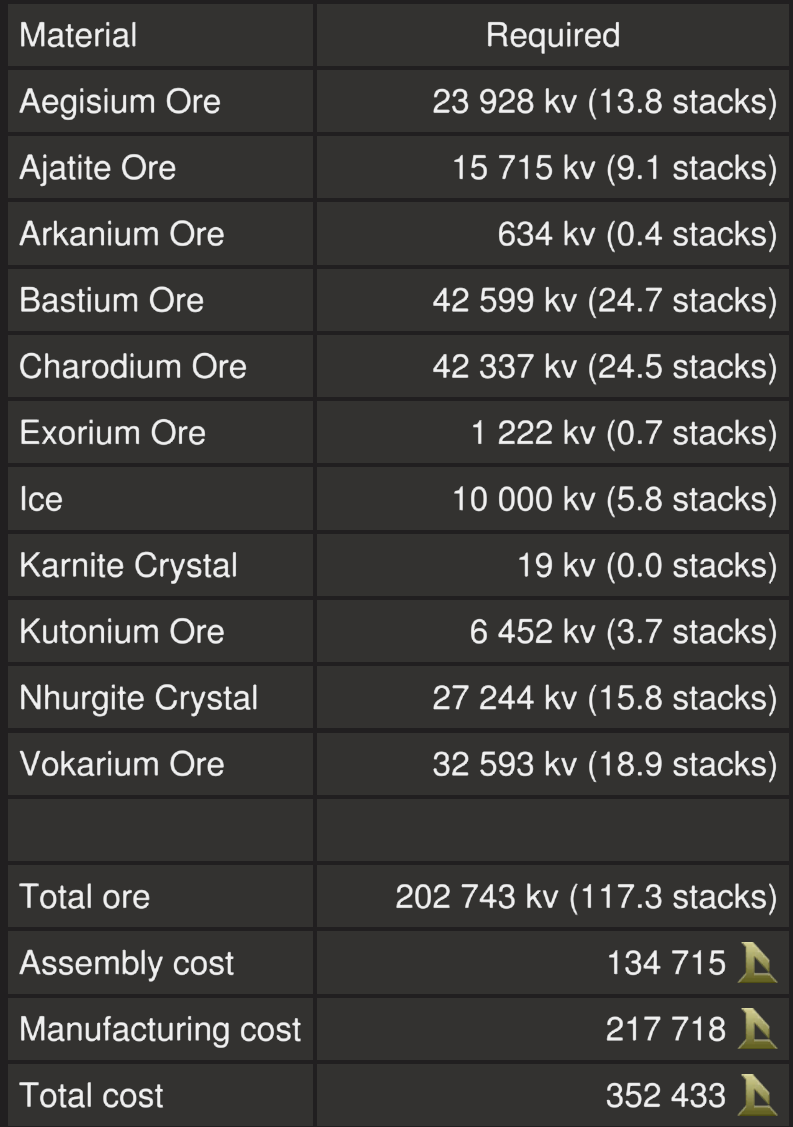 Material Required
Aegisium Ore 23 928 kv (13.8 stacks)
Ajatite Ore 15 715 kv (9.1 stacks)
Arkanium Ore 634 kv (0.4 stacks)
Bastium Ore 42 599 kv (24.7 stacks)
Charodium Ore 42 337 kv (24.5 stacks)
Exorium Ore 1 222 kv (0.7 stacks)
Ice 10 000 kv (5.8 stacks)
Karnite Crystal 19 kv (0.0 stacks)
Kutonium Ore 6 452 kv (3.7 stacks)
Nhurgite Crystal 27 244 kv (15.8 stacks)
Vokarium Ore 32 593 kv (18.9 stacks)
Total ore 202 743 kv (117.3 stacks)
Assembly cost 134 715
Manufacturing cost 217 718
Total cost 352 433